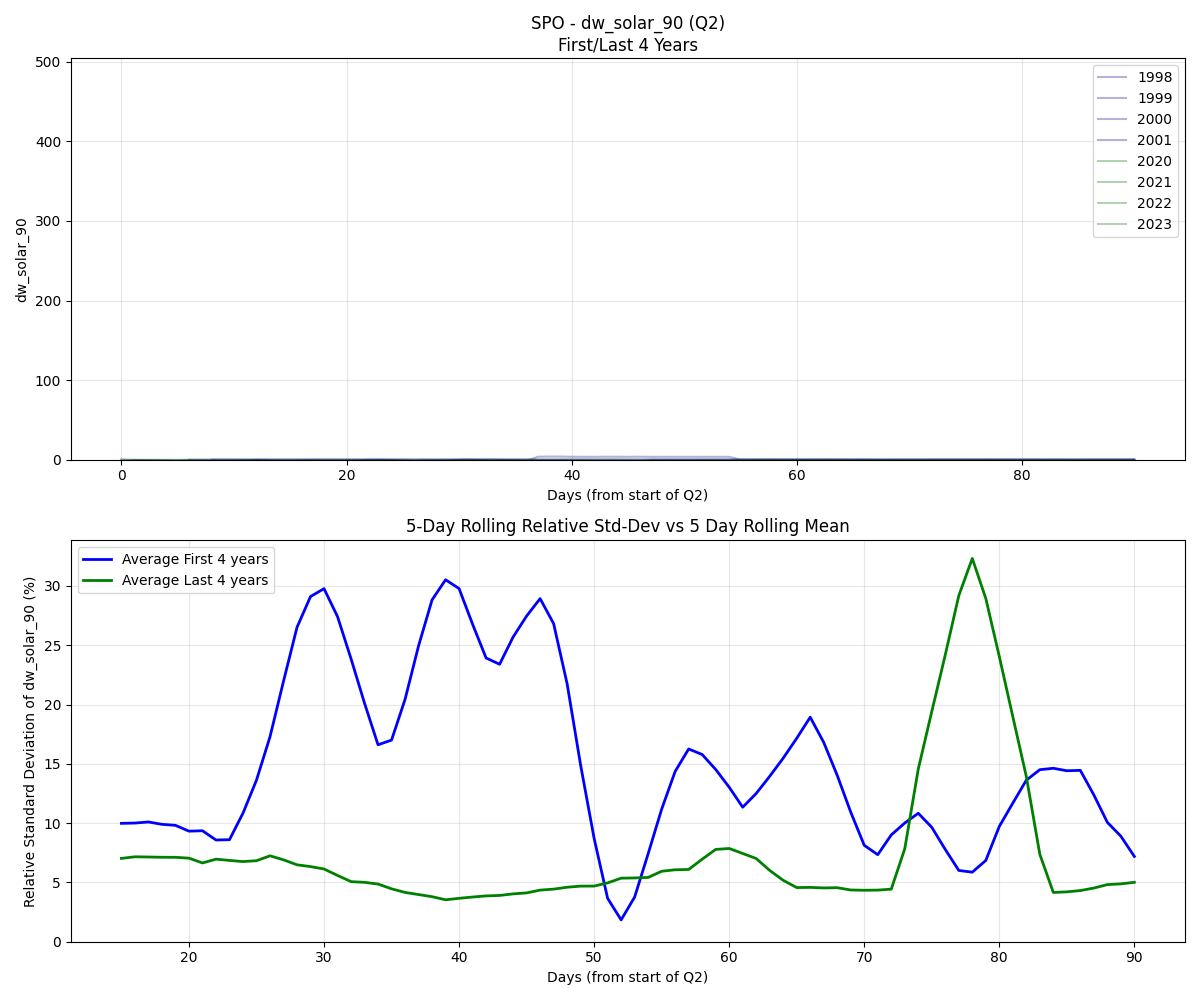 SPO - dw_solar_90 (Q2)
First/Last 4 Years
dw_solar_90
500
400
300
200
100
0
1998
1999
2000
2001
2020
2021
2022
2023
0 20 40 60 80
Days (from start of Q2)
5-Day Rolling Relative Std-Dev vs 5 Day Rolling Mean
Relative Standard Deviation of dw_solar_90 (%)
Average First 4 years
Average Last 4 years
30
25
20
15
10
5
0
20 30 40 50 60 70 80 90
Days (from start of Q2)